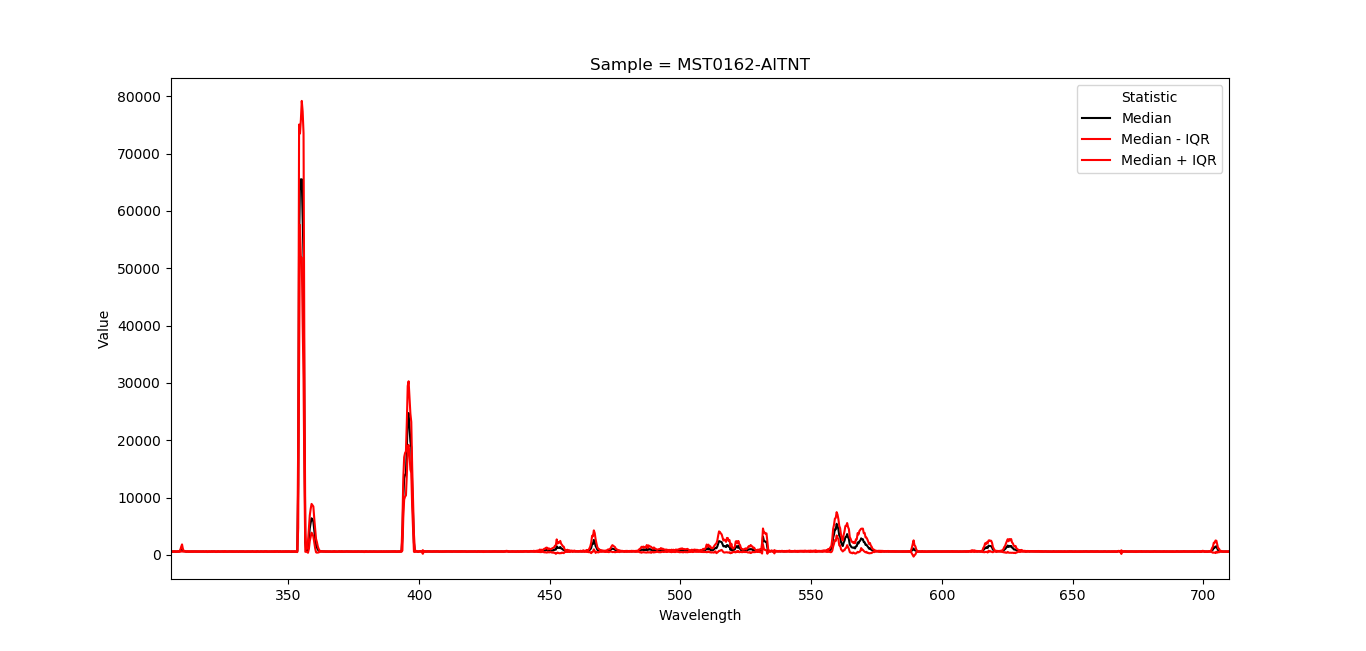 Sample = MST0162-AlTNT
80000
70000
60000
50000
40000
30000
20000
10000
0
Value
350
400
450
500
550
600
650
700
Wavelength
Statistic
Median
Median - IQR
Median + IQR